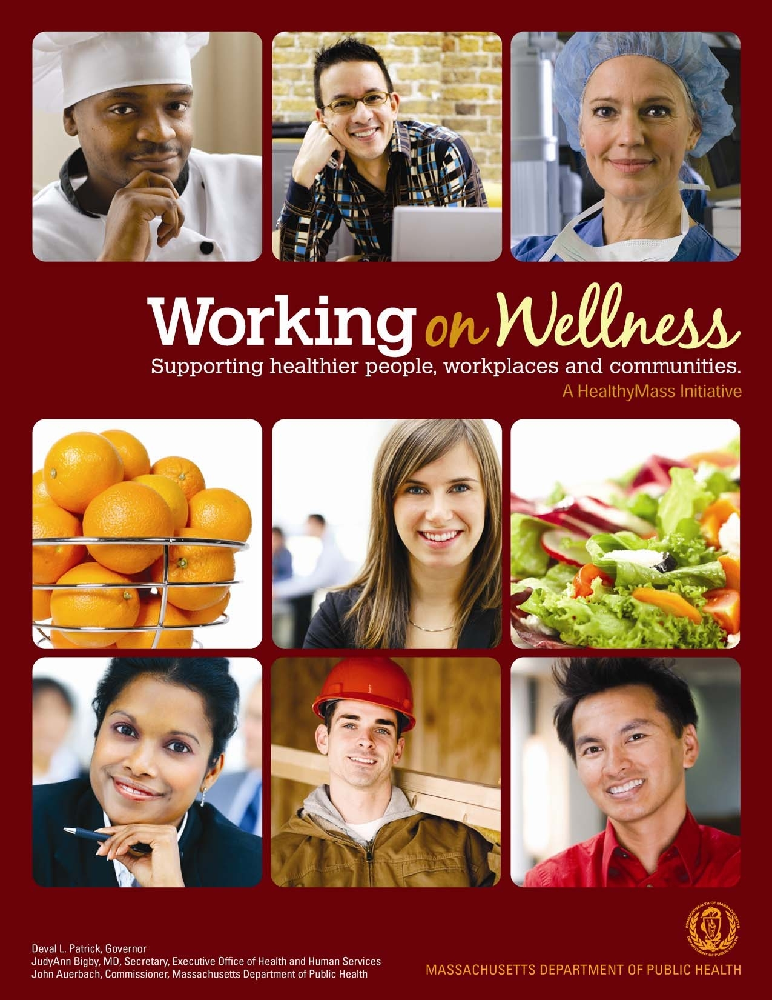 Working on Wellness
Supporting healthier people, workplaces and communities.
A HealthyMass Initiative
COMMONWEALTH OF MASSACHUSETTS
DEPARTMENT OF PUBLIC HEALTH
Deval L. Patrick, Governor
JudyAnn Bigby, MD, Secretary, Executive Office of Health and Human Services
John Auerbach, Commissioner, Massachusetts Department of Public Health
MASSACHUSETTS DEPARTMENT OF PUBLIC HEALTH